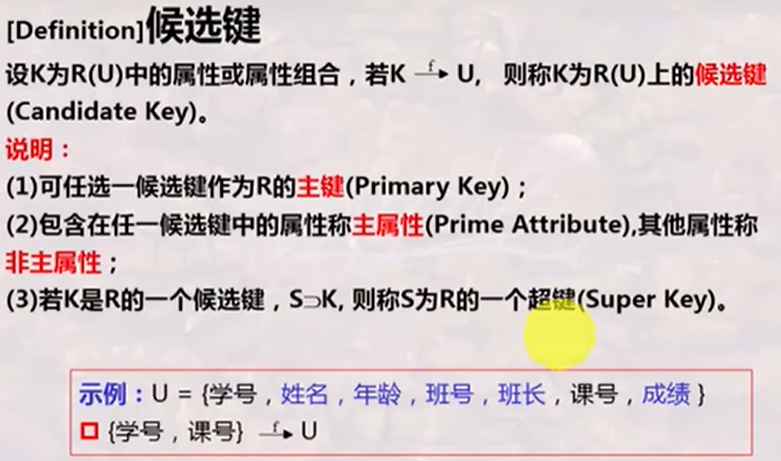 [Definition]候选键
设K为R(U)中的属性或属性组合，若K —f→ U, 则称K为R(U)上的候选键
(Candidate Key)。
说明：
(1)可任选一候选键作为R的主键(Primary Key)；
(2)包含在任一候选键中的属性称主属性(Prime Attribute),其他属性称
非主属性；
(3)若K是R的一个候选键，S⊃K, 则称S为R的一个超键(Super Key)。
示例：U = {学号，姓名，年龄，班号，班长，课号，成绩 }
{学号，课号} —f→ U